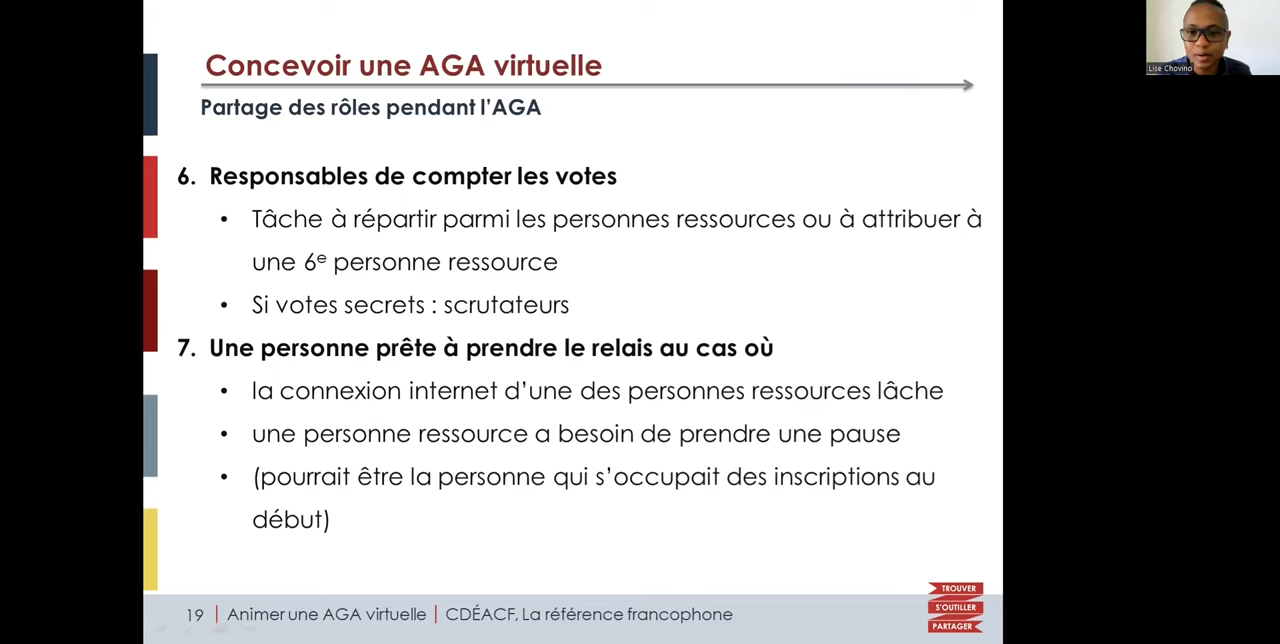 Concevoir une AGA virtuelle
Partage des rôles pendant l'AGA
6. Responsables de compter les votes
• Tâche à répartir parmi les personnes ressources ou à attribuer à
une 6e personne ressource
• Si votes secrets : scrutateurs
7. Une personne prête à prendre le relais au cas où
• la connexion internet d'une des personnes ressources lâche
• une personne ressource a besoin de prendre une pause
• (pourrait être la personne qui s'occupait des inscriptions au
début)
19 | Animer une AGA virtuelle | CDÉACF, La référence francophone
TROUVER
S'OUTILLER
PARTAGER
Lise Chovino